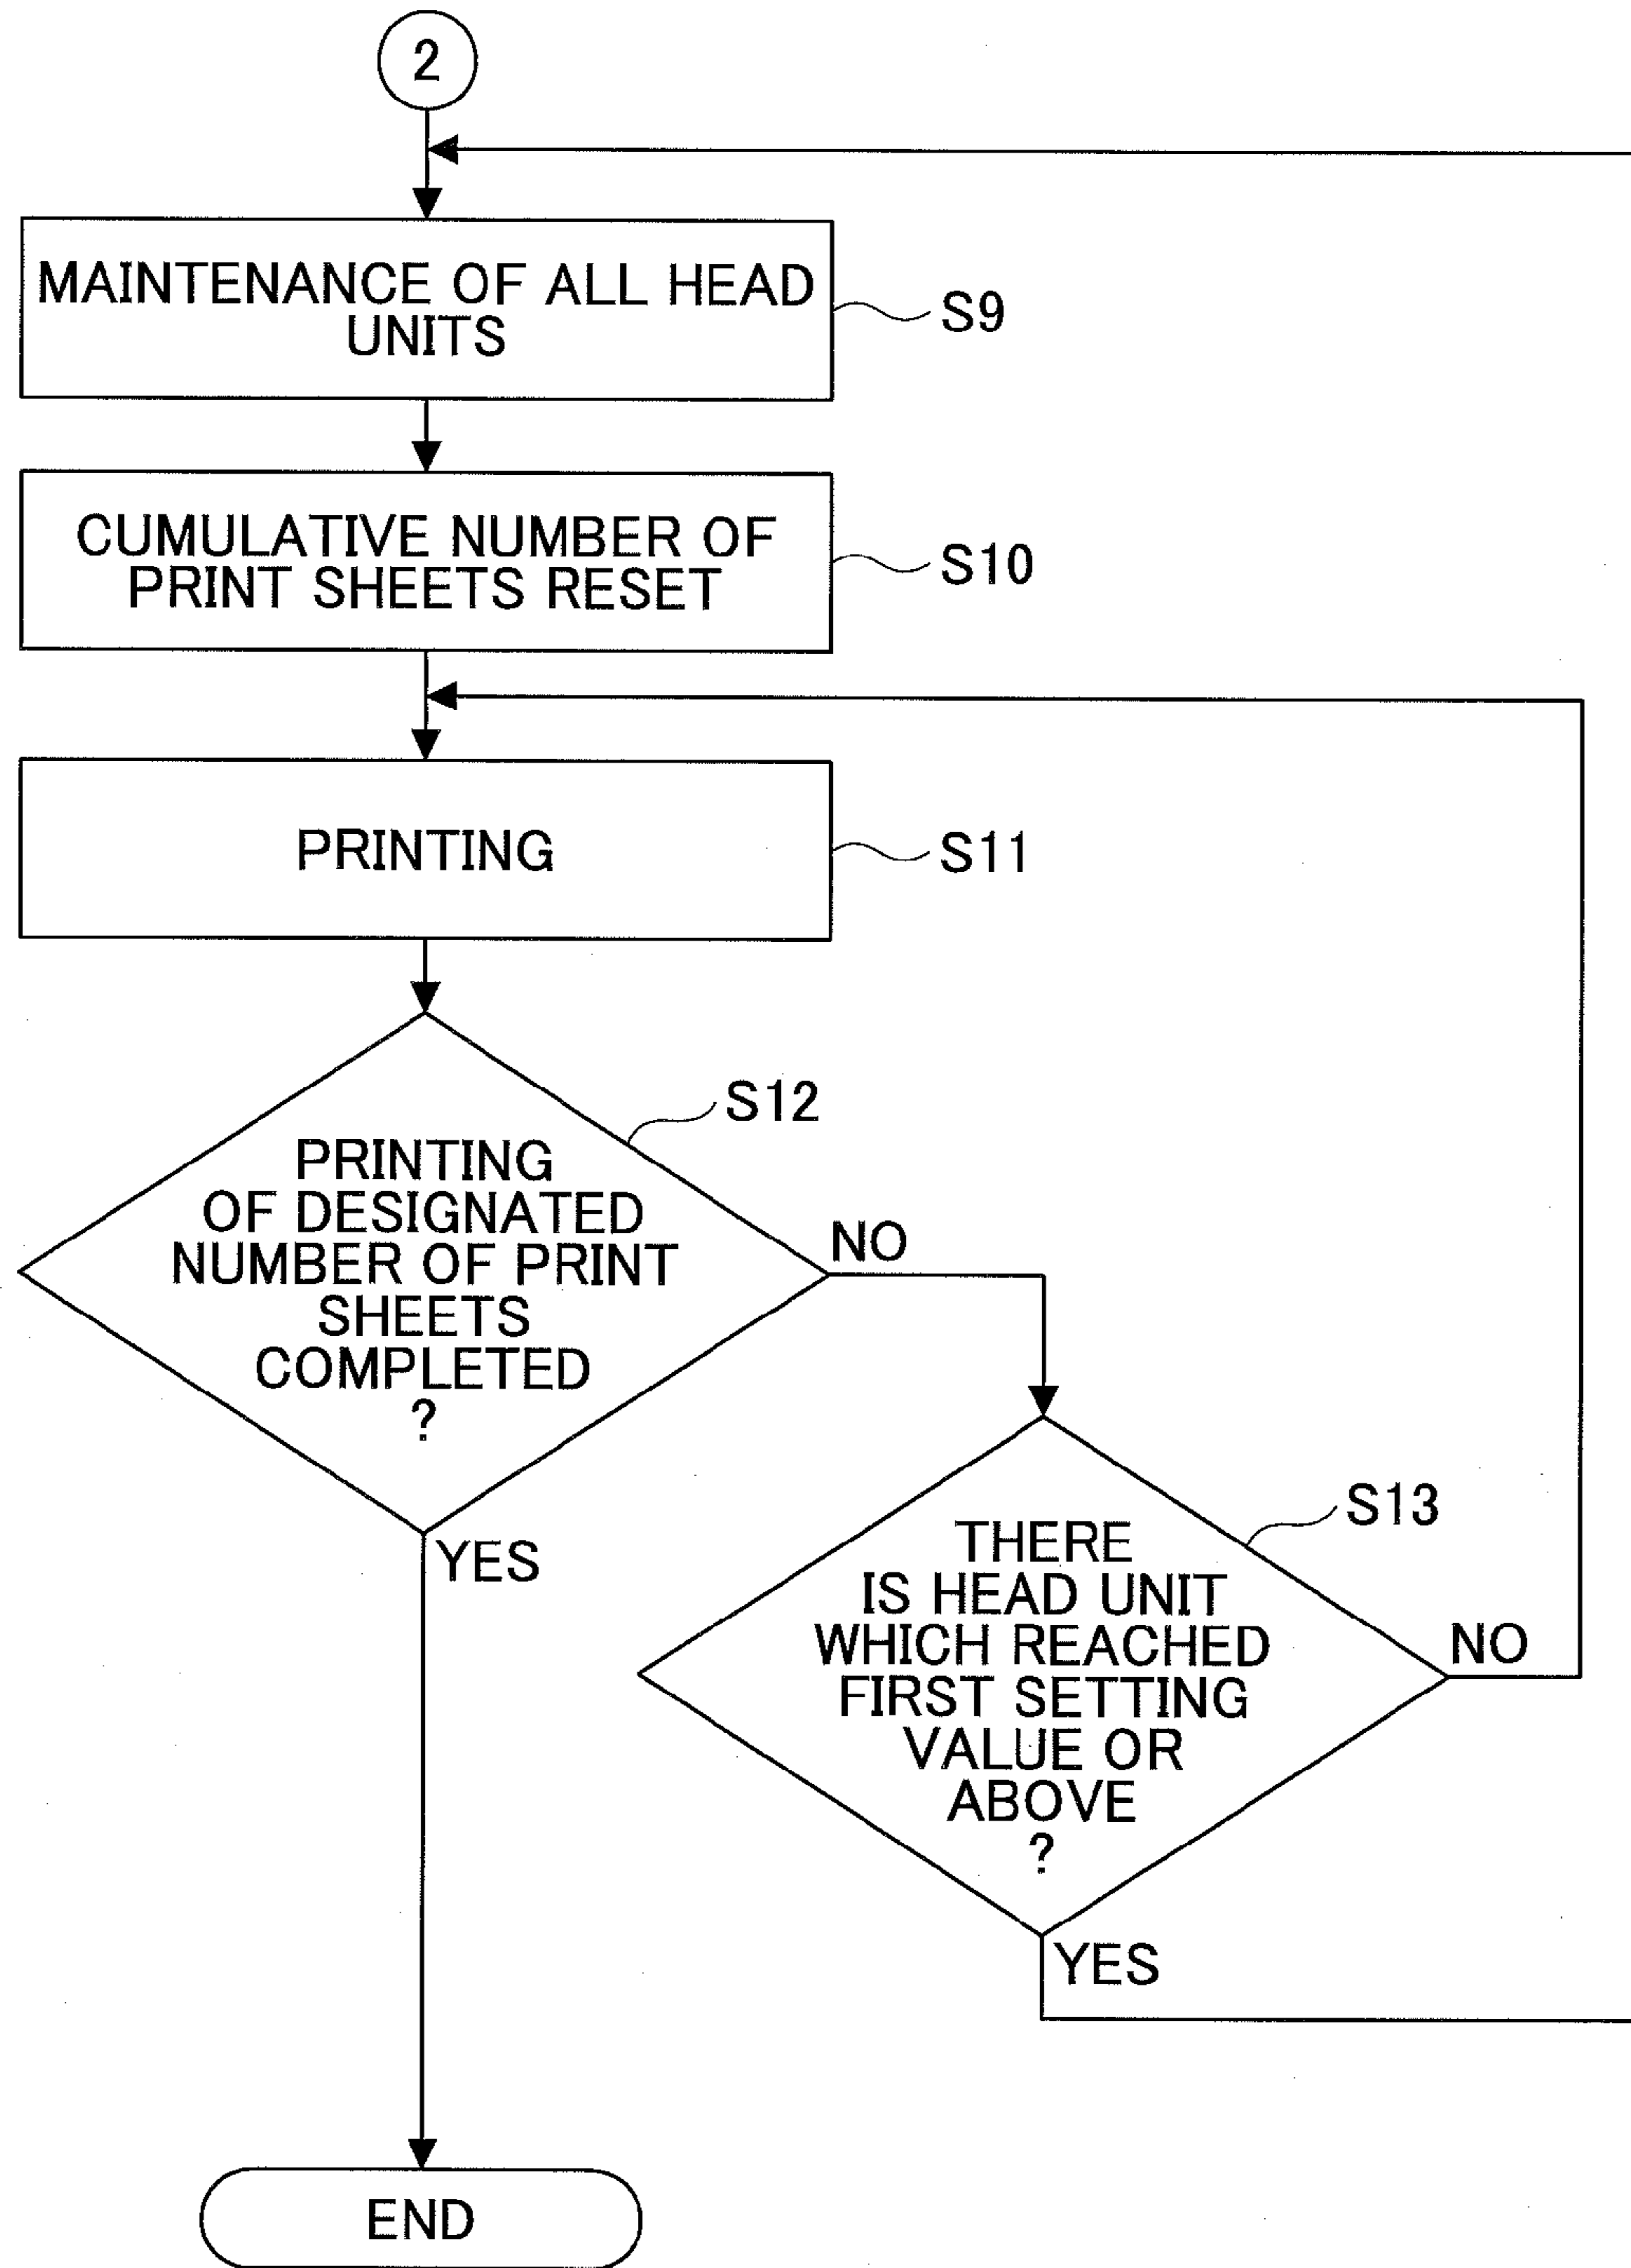 2
MAINTENANCE OF ALL HEAD
UNITS
S9
CUMULATIVE NUMBER OF
PRINT SHEETS RESET
S10
PRINTING
S11
S12
PRINTING
OF DESIGNATED
NUMBER OF PRINT
SHEETS
COMPLETED
?
NO
YES
S13
THERE
IS HEAD UNIT
WHICH REACHED
FIRST SETTING
VALUE OR
ABOVE
?
NO
YES
END